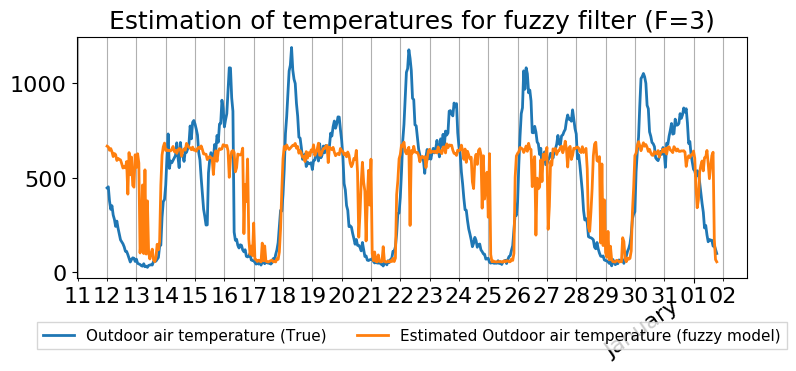 Estimation of temperatures for fuzzy filter (F=3)
1000
500
0
11 12 13 14 15 16 17 18 19 20 21 22 23 24 25 26 27 28 29 30 31 01 02
January
Outdoor air temperature (True) Estimated Outdoor air temperature (fuzzy model)